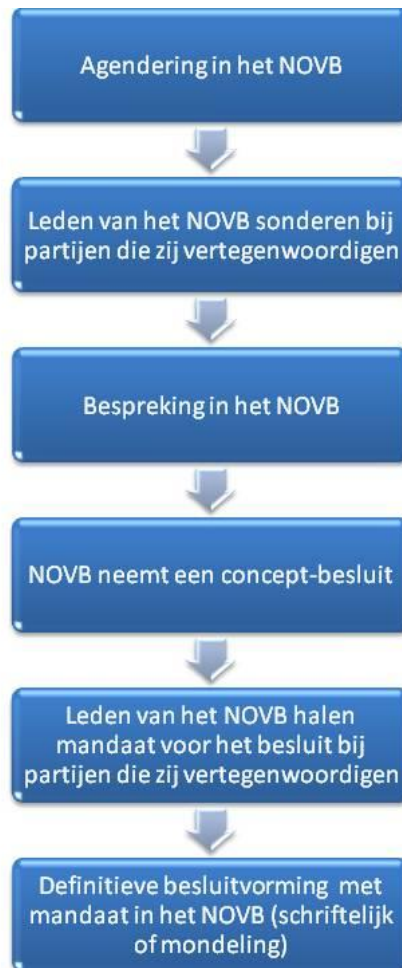 Agendering in het NOVB
Leden van het NOVB sonderen bij
partijen die zij vertegenwoordigen
Bespreking in het NOVB
NOVB neemt een concept-besluit
Leden van het NOVB halen
mandaat voor het besluit bij
partijen die zij vertegenwoordigen
Definitieve besluitvorming met
mandaat in het NOVB (schriftelijk
of mondeling)